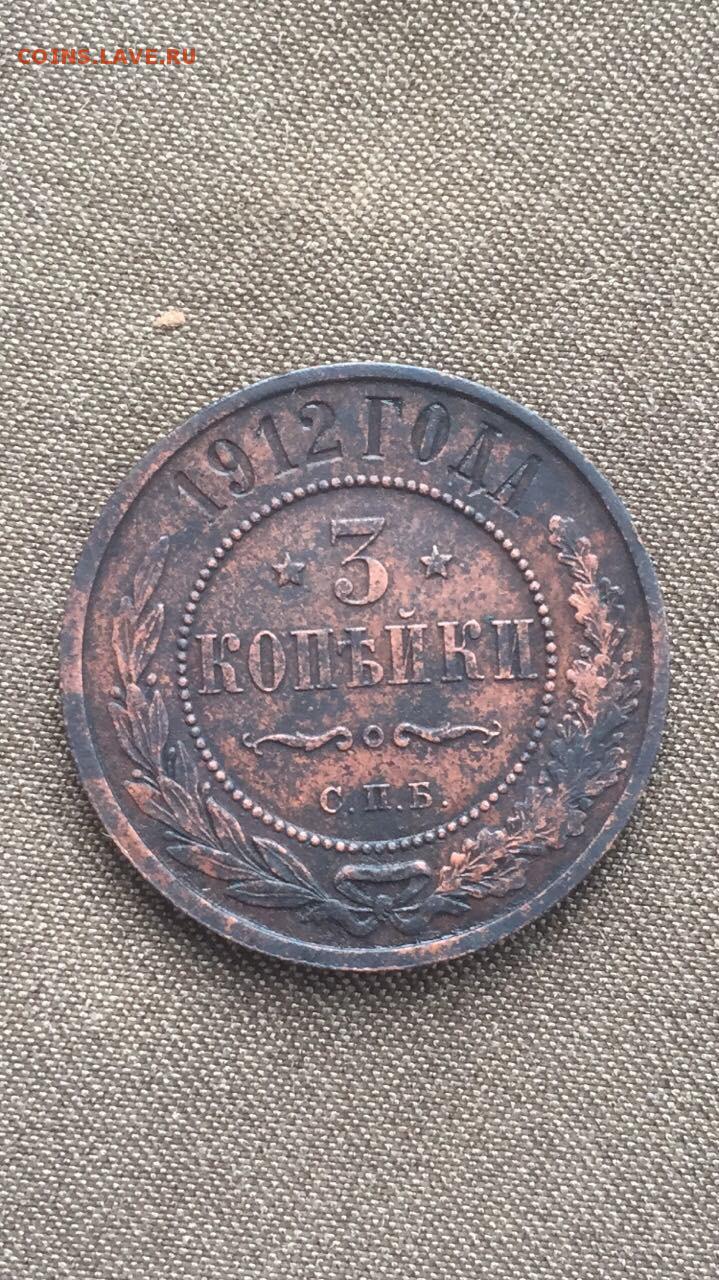 COINS.LAVE.RU
1912 ГОДА
3
КОПѢЙКИ
С.П.Б.